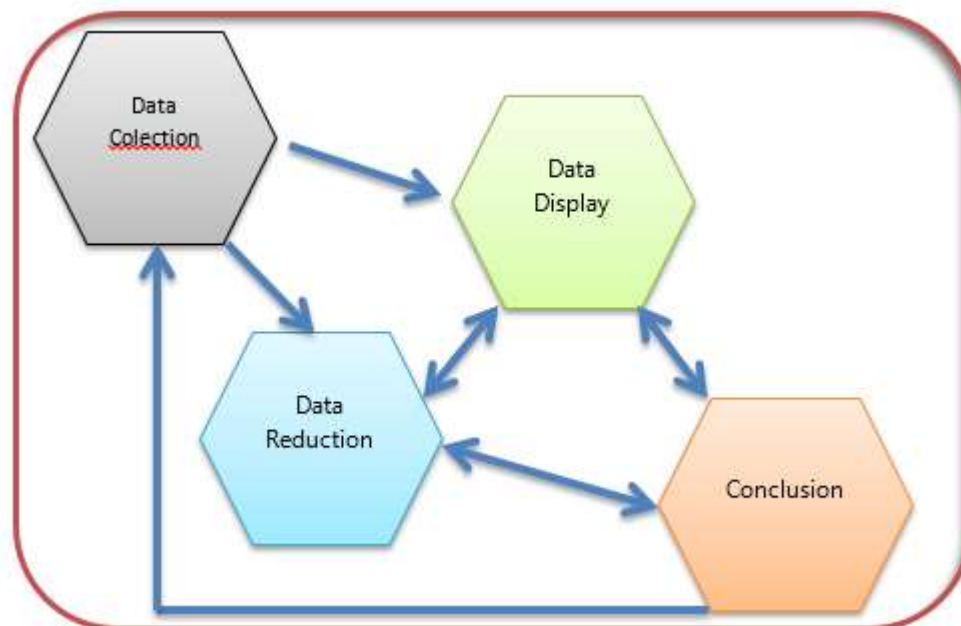 Data
Colection
Data
Display
Data
Reduction
Conclusion